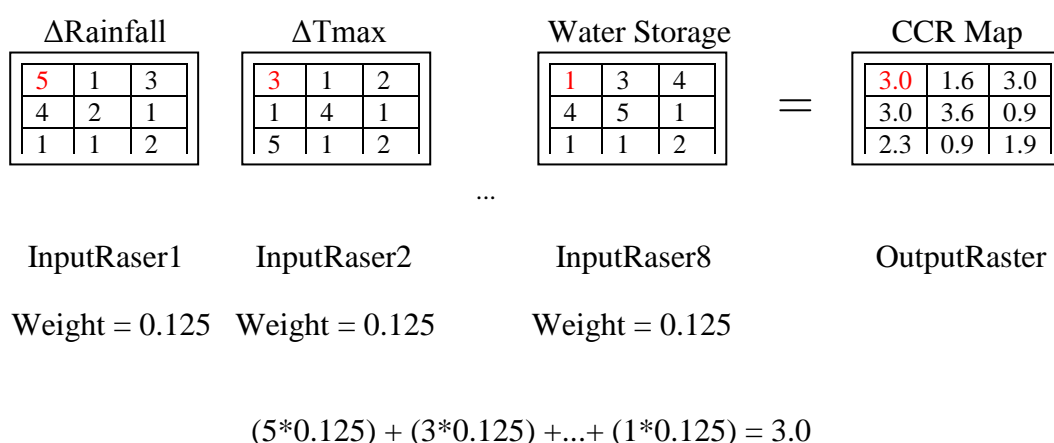 ΔRainfall ΔTmax Water Storage CCR Map
5 1 3 3 1 2 1 3 4 3.0 1.6 3.0
4 2 1 1 4 1 4 5 1 = 3.0 3.6 0.9
1 1 2 5 1 2 1 1 2 2.3 0.9 1.9
...
InputRaser1 InputRaser2 InputRaser8 OutputRaster
Weight = 0.125 Weight = 0.125 Weight = 0.125
(5*0.125) + (3*0.125) +...+ (1*0.125) = 3.0